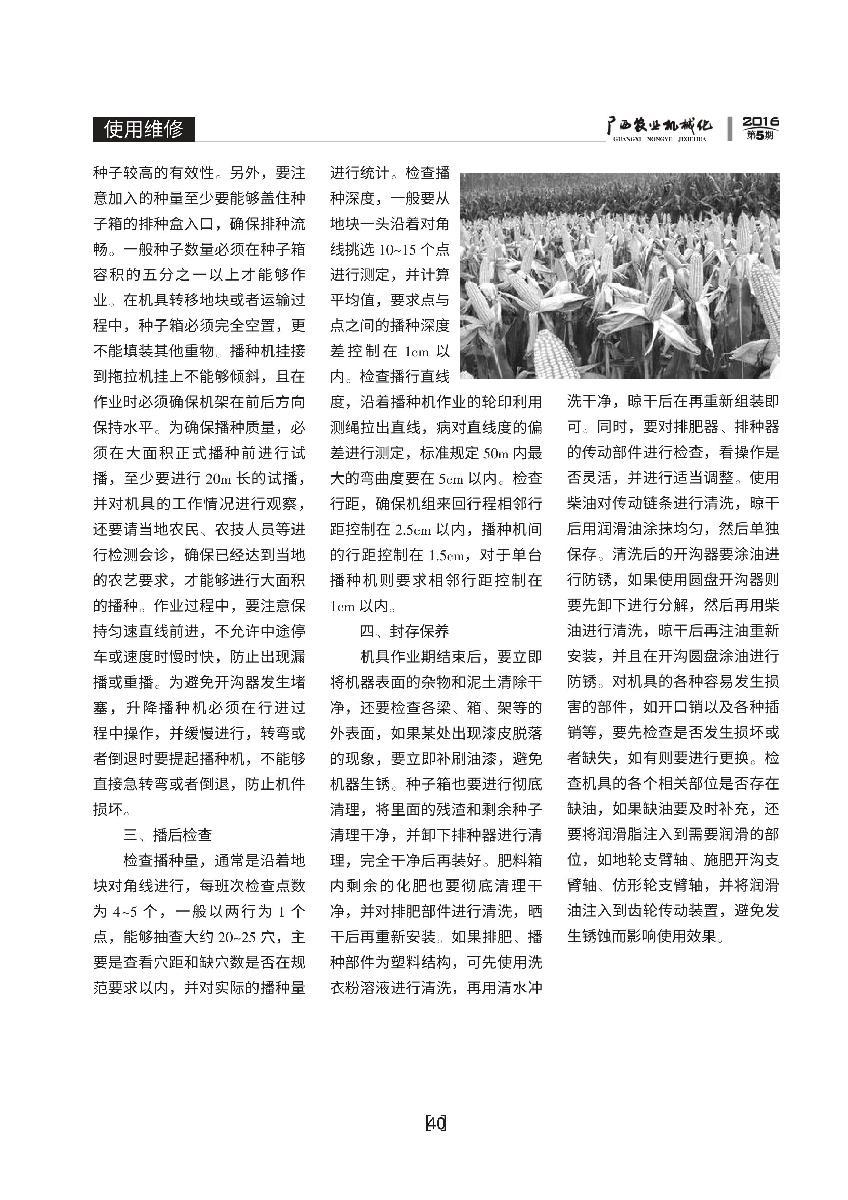 使用维修
广西农业机械化
GUANGXI NONGYE JIXIEHUA
2016
第5期
种子较高的有效性。另外，要注
意加入的种量至少要能够盖住种
子箱的排种盒入口，确保排种流
畅。一般种子数量必须在种子箱
容积的五分之一以上才能够作
业。在机具转移地块或者运输过
程中，种子箱必须完全空置，更
不能填装其他重物。播种机挂接
到拖拉机挂上不能够倾斜，且在
作业时必须确保机架在前后方向
保持水平。为确保播种质量，必
须在大面积正式播种前进行试
播，至少要进行 20m 长的试播，
并对机具的工作情况进行观察，
还要请当地农民、农技人员等进
行检测会诊，确保已经达到当地
的农艺要求，才能够进行大面积
的播种。作业过程中，要注意保
持匀速直线前进，不允许中途停
车或速度时慢时快，防止出现漏
播或重播。为避免开沟器发生堵
塞，升降播种机必须在行进过
程中操作，并缓慢进行，转弯或
者倒退时要提起播种机，不能够
直接急转弯或者倒退，防止机件
损坏。
三、播后检查
检查播种量，通常是沿着地
块对角线进行，每班次检查点数
为 4~5 个，一般以两行为 1 个
点，能够抽查大约 20~25 穴，主
要是查看穴距和缺穴数是否在规
范要求以内，并对实际的播种量
进行统计。检查播
种深度，一般要从
地块一头沿着对角
线挑选 10~15 个点
进行测定，并计算
平均值，要求点与
点之间的播种深度
差控制在 1cm 以
内。检查播行直线
度，沿着播种机作业的轮印利用
测绳拉出直线，病对直线度的偏
差进行测定，标准规定 50m 内最
大的弯曲度要在 5cm 以内。检查
行距，确保机组来回行程相邻行
距控制在 2.5cm 以内，播种机间
的行距控制在 1.5cm，对于单台
播种机则要求相邻行距控制在
1cm 以内。
四、封存保养
机具作业期结束后，要立即
将机器表面的杂物和泥土清除干
净，还要检查各梁、箱、架等的
外表面，如果某处出现漆皮脱落
的现象，要立即补刷油漆，避免
机器生锈。种子箱也要进行彻底
清理，将里面的残渣和剩余种子
清理干净，并卸下排种器进行清
理，完全干净后再装好。肥料箱
内剩余的化肥也要彻底清理干
净，并对排肥部件进行清洗，晒
干后再重新安装。如果排肥、播
种部件为塑料结构，可先使用洗
衣粉溶液进行清洗，再用清水冲
洗干净，晾干后在再重新组装即
可。同时，要对排肥器、排种器
的传动部件进行检查，看操作是
否灵活，并进行适当调整。使用
柴油对传动链条进行清洗，晾干
后用润滑油涂抹均匀，然后单独
保存。清洗后的开沟器要涂油进
行防锈，如果使用圆盘开沟器则
要先卸下进行分解，然后再用柴
油进行清洗，晾干后再注油重新
安装，并且在开沟圆盘涂油进行
防锈。对机具的各种容易发生损
害的部件，如开口销以及各种插
销等，要先检查是否发生损坏或
者缺失，如有则要进行更换。检
查机具的各个相关部位是否存在
缺油，如果缺油要及时补充，还
要将润滑脂注入到需要润滑的部
位，如地轮支臂轴、施肥开沟支
臂轴、仿形轮支臂轴，并将润滑
油注入到齿轮传动装置，避免发
生锈蚀而影响使用效果。
[40]